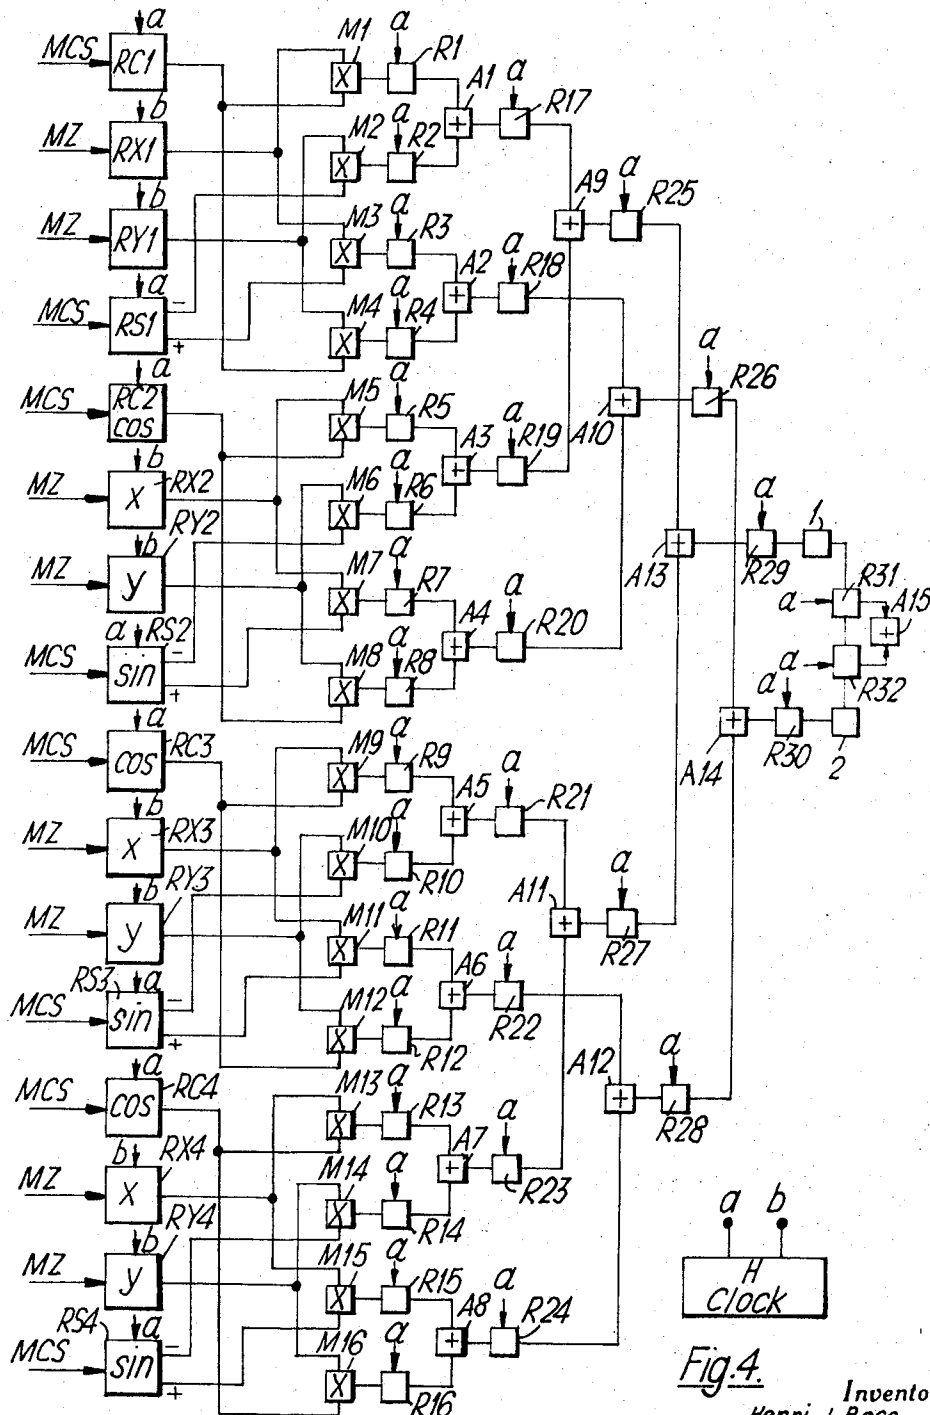 a
MCS RC1
b
MZ RX1
b
MZ RY1
a
MCS RS1 - +
a
MCS RC2 cos
b
MZ X RX2
b RY2
MZ y
a RS2
MCS sin - +
a
MCS cos RC3
b
MZ X RX3
b RY3
MZ y
RS3 a
MCS sin - +
a
MCS cos RC4
b RX4
MZ X
b RY4
MZ y
RS4 a
MCS sin - +
M1 X a R1
M2 X a R2
M3 X a R3
M4 X a R4
M5 X a R5
M6 X a R6
M7 X a R7
M8 X a R8
M9 X a R9
M10 X a R10
M11 X a R11
M12 X a R12
M13 X a R13
M14 X a R14
M15 X a R15
M16 X a R16
A1 + a R17
A2 + a R18
A3 + a R19
A4 + a R20
A5 + a R21
A6 + a R22
A7 + a R23
A8 + a R24
A9 + a R25
A10 + a R26
A11 + a R27
A12 + a R28
A13 + a R29 1
A14 + a R30 2
a R31
a R32
A15 +
a b
H
Clock
Fig.4.
Invento
Henri J. Bo